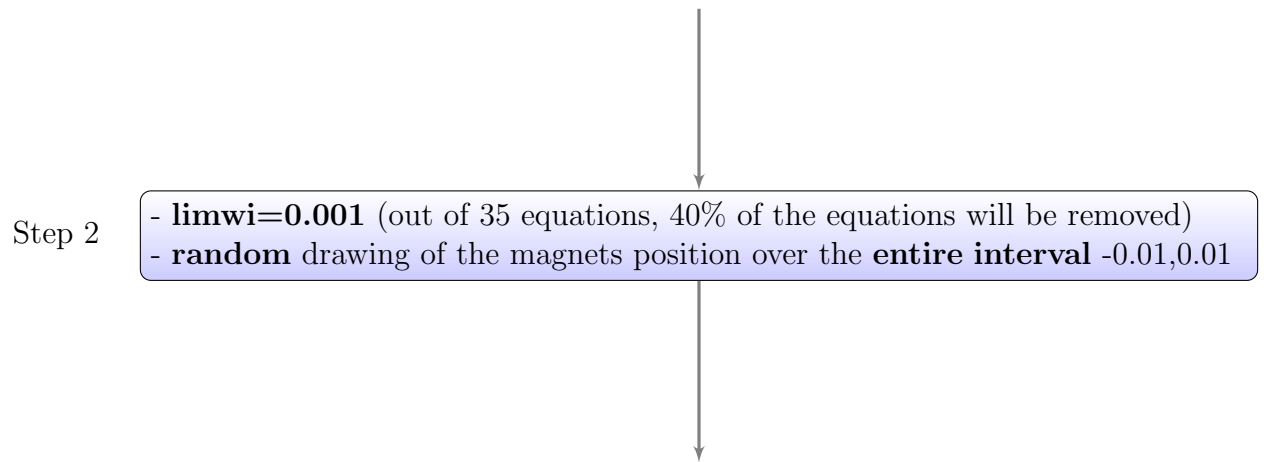 Step 2
- limwi=0.001 (out of 35 equations, 40% of the equations will be removed)
- random drawing of the magnets position over the entire interval -0.01,0.01